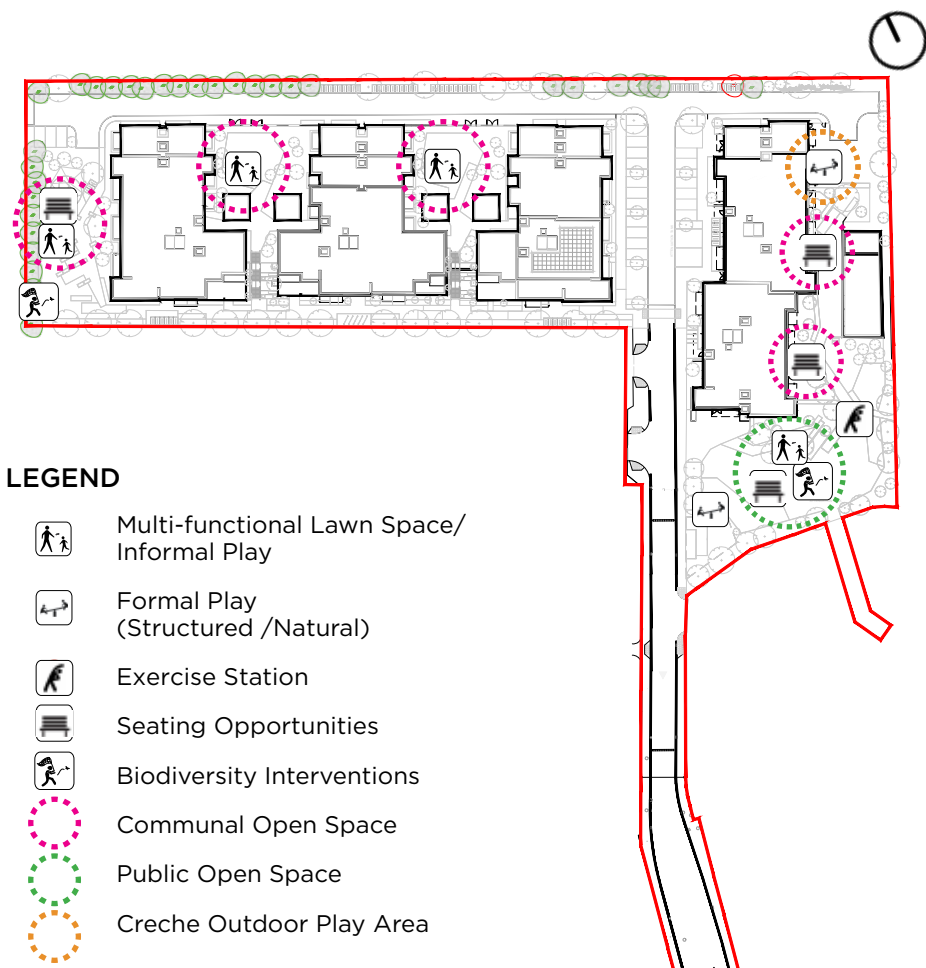 LEGEND
Multi-functional Lawn Space/
Informal Play
Formal Play
(Structured /Natural)
Exercise Station
Seating Opportunities
Biodiversity Interventions
Communal Open Space
Public Open Space
Creche Outdoor Play Area